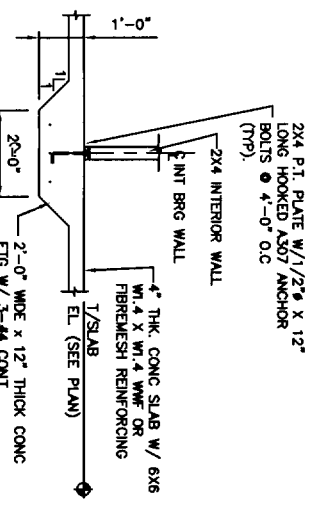 2X4 P.T. PLATE W/1/2"ø X 12"
LONG HOOKED A307 ANCHOR
BOLTS @ 4'-0" O.C
(TYP).
2X4 INTERIOR WALL
℄ INT BRG WALL
1'-0"
1
1
2'-0"
4" THK. CONC SLAB W/ 6X6
W1.4 X W1.4 WWF OR
FIBREMESH REINFORCING
T/SLAB
EL (SEE PLAN)
2'-0" WIDE x 12" THICK CONC
FTG W/ 3-#4 CONT